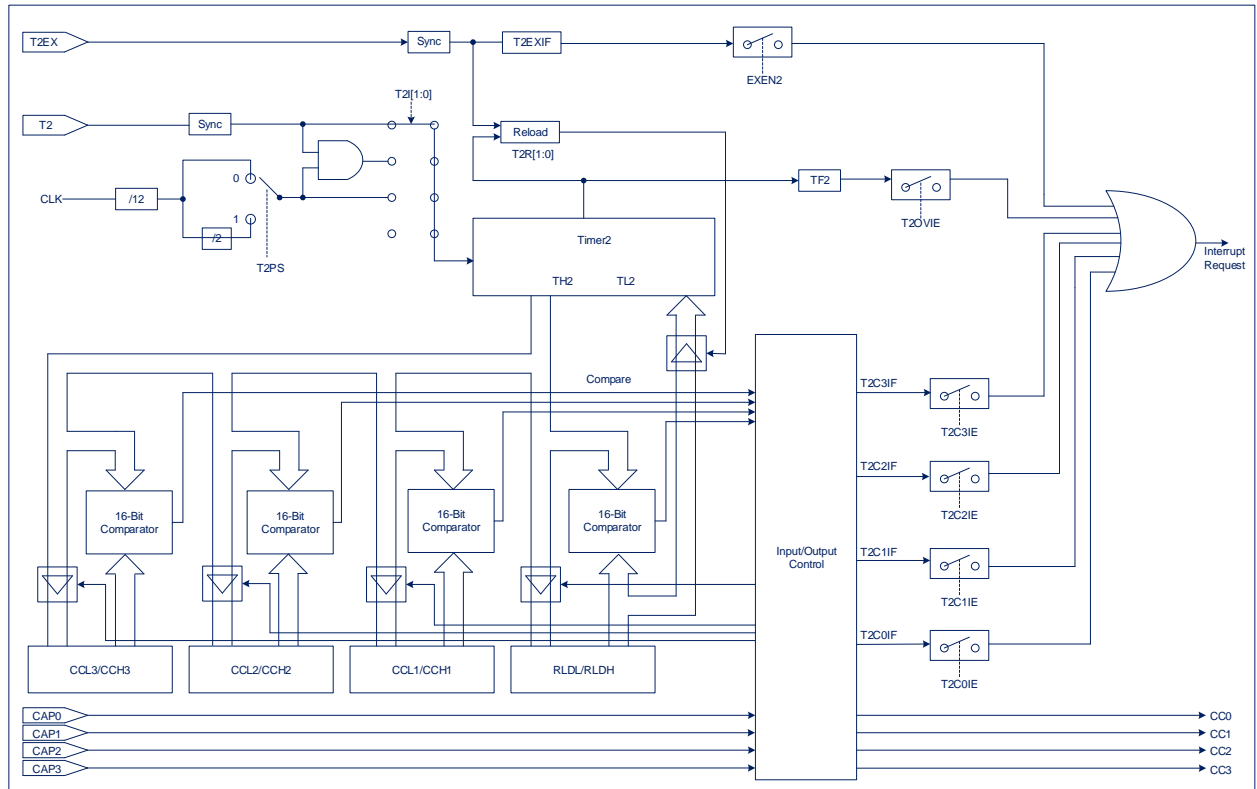 T2EX
Sync
T2EXIF
EXEN2
T2I[1:0]
T2
Sync
Reload
T2R[1:0]
0
CLK
/12
1
/2
T2PS
TF2
T2OVIE
Timer2
TH2 TL2
Interrupt
Request
Compare
T2C3IF
T2C3IE
T2C2IF
T2C2IE
16-Bit
Comparator
16-Bit
Comparator
16-Bit
Comparator
16-Bit
Comparator
Input/Output
Control
T2C1IF
T2C1IE
T2C0IF
T2C0IE
CCL3/CCH3
CCL2/CCH2
CCL1/CCH1
RLDL/RLDH
CAP0
CAP1
CAP2
CAP3
CC0
CC1
CC2
CC3